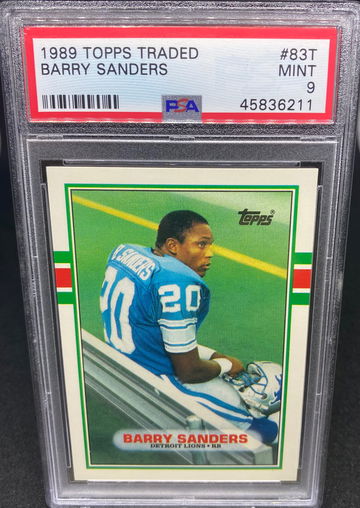 1989 TOPPS TRADED #83T
BARRY SANDERS MINT
9
PSA 45836211
Topps
B. SANDERS
20
20
BARRY SANDERS
DETROIT LIONS • RB